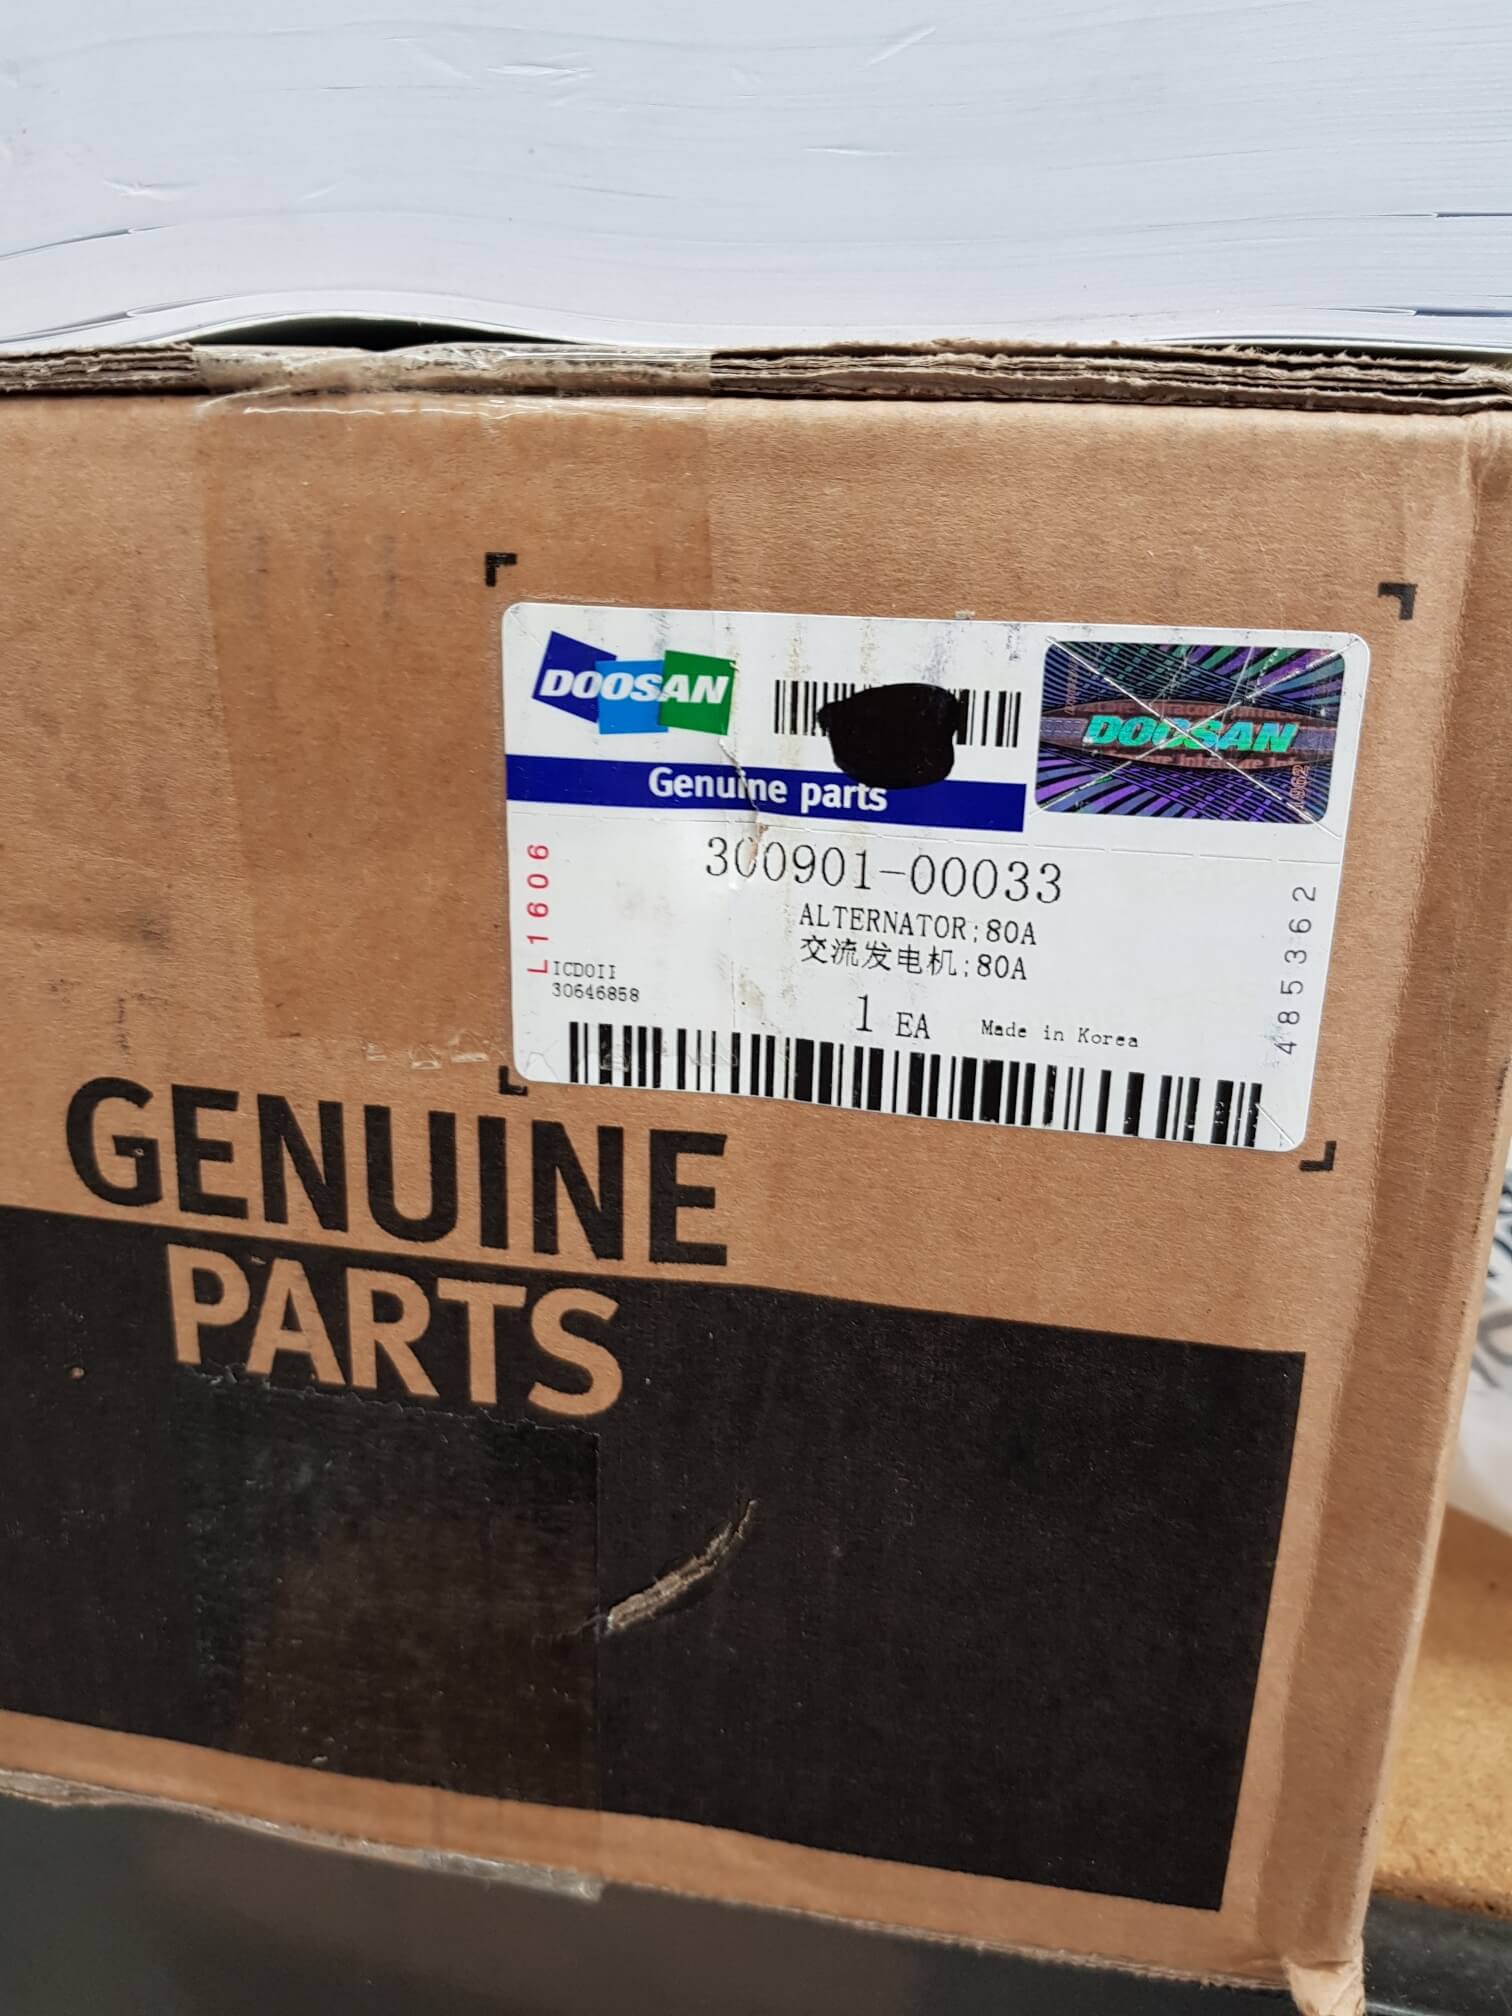 DOOSAN
DOOSAN
Genuine parts
300901-00033
ALTERNATOR;80A
交流发电机;80A
L1606
ICDOII
30646858
1 EA
Made in Korea
485362
GENUINE
PARTS